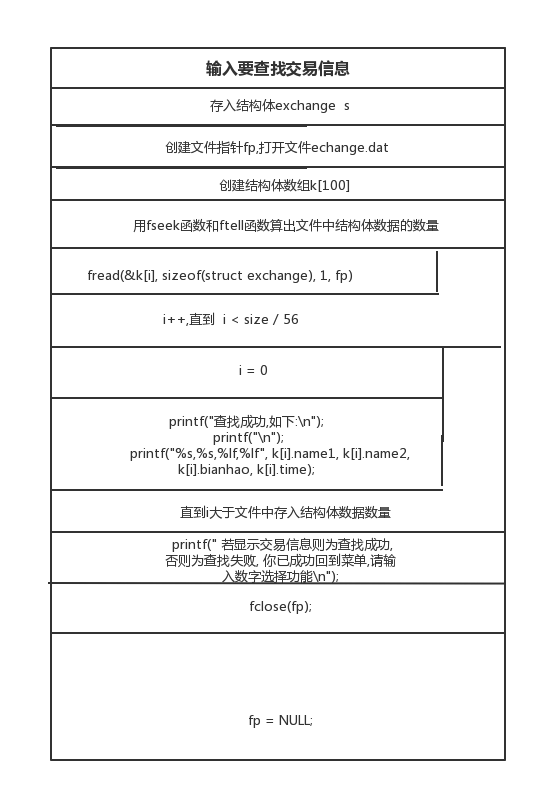 输入要查找交易信息
存入结构体exchange  s
创建文件指针fp,打开文件echange.dat
创建结构体数组k[100]
用fseek函数和ftell函数算出文件中结构体数据的数量
fread(&k[i], sizeof(struct exchange), 1, fp)
i++,直到  i < size / 56
i = 0
printf("查找成功,如下:\n");
printf("\n");
printf("%s,%s,%lf,%lf", k[i].name1, k[i].name2,
k[i].bianhao, k[i].time);
直到i大于文件中存入结构体数据数量
printf(" 若显示交易信息则为查找成功,
否则为查找失败, 你已成功回到菜单,请输
入数字选择功能\n");
fclose(fp);
fp = NULL;